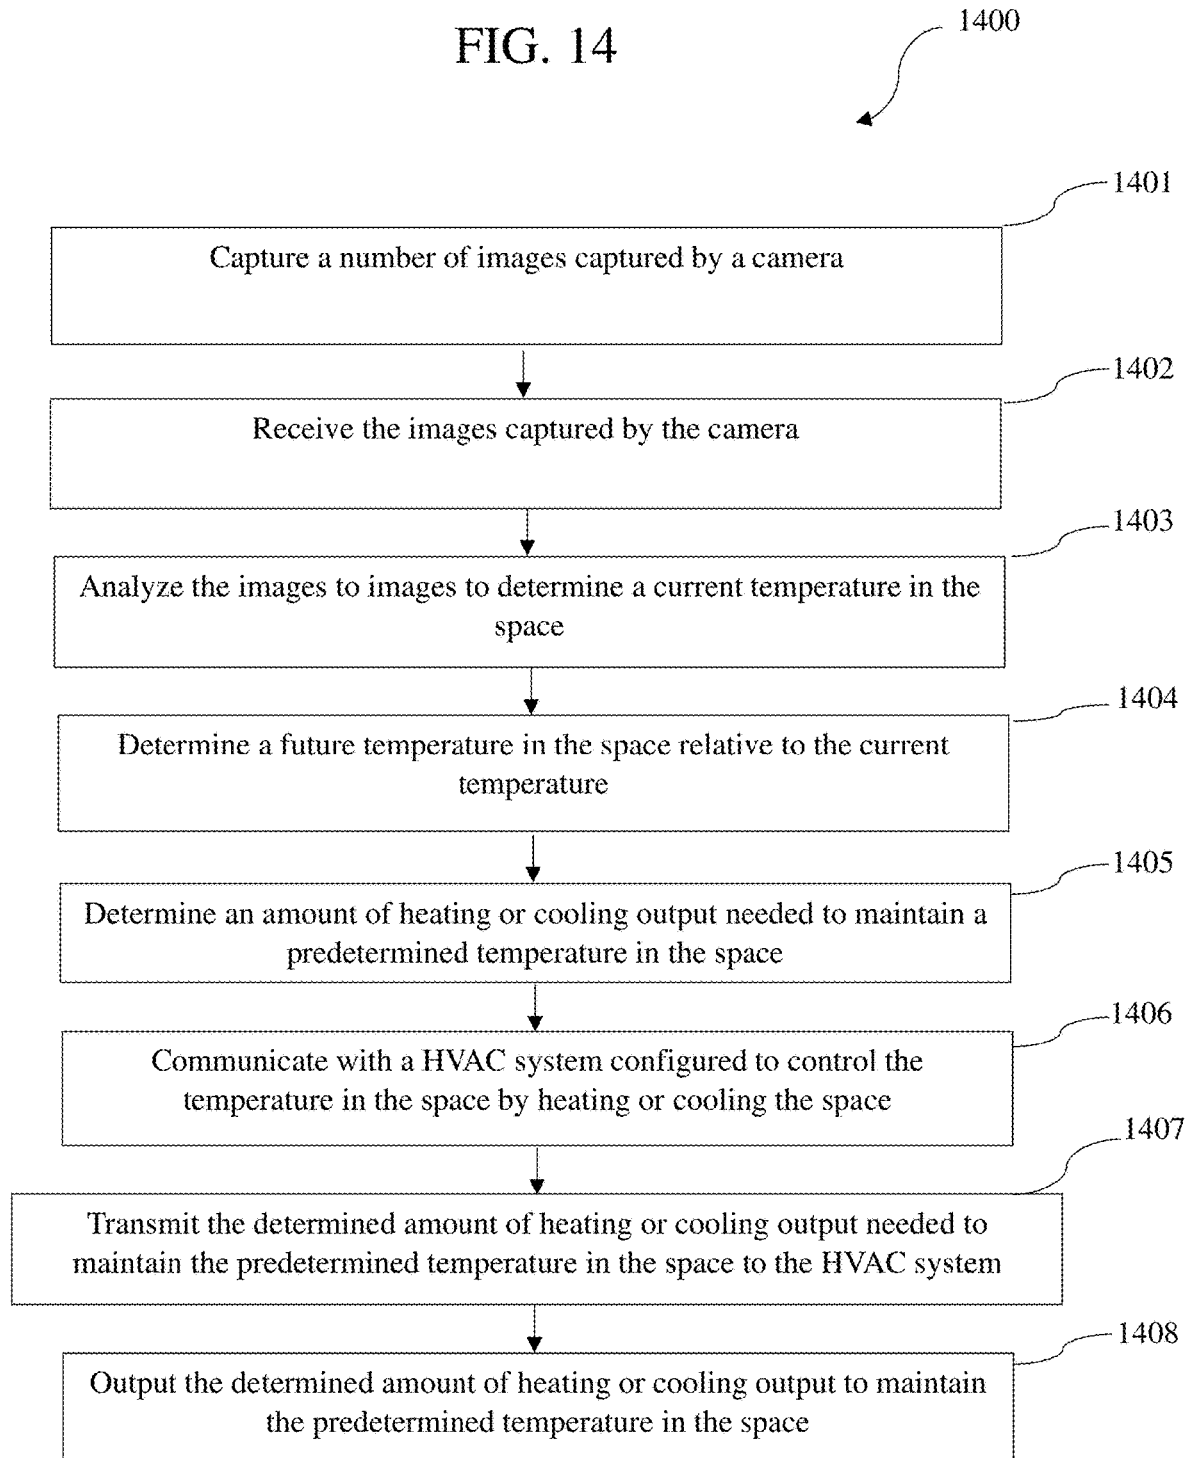 FIG. 14
1400
1401
Capture a number of images captured by a camera
1402
Receive the images captured by the camera
1403
Analyze the images to images to determine a current temperature in the
space
1404
Determine a future temperature in the space relative to the current
temperature
1405
Determine an amount of heating or cooling output needed to maintain a
predetermined temperature in the space
1406
Communicate with a HVAC system configured to control the
temperature in the space by heating or cooling the space
1407
Transmit the determined amount of heating or cooling output needed to
maintain the predetermined temperature in the space to the HVAC system
1408
Output the determined amount of heating or cooling output to maintain
the predetermined temperature in the space